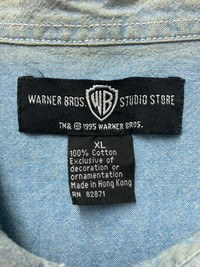 WARNER BROS. WB STUDIO STORE
TM& © 1995 WARNER BROS.
XL
100% Cotton
Exclusive of
decoration or
ornamentation
Made in Hong Kong
RN 82871